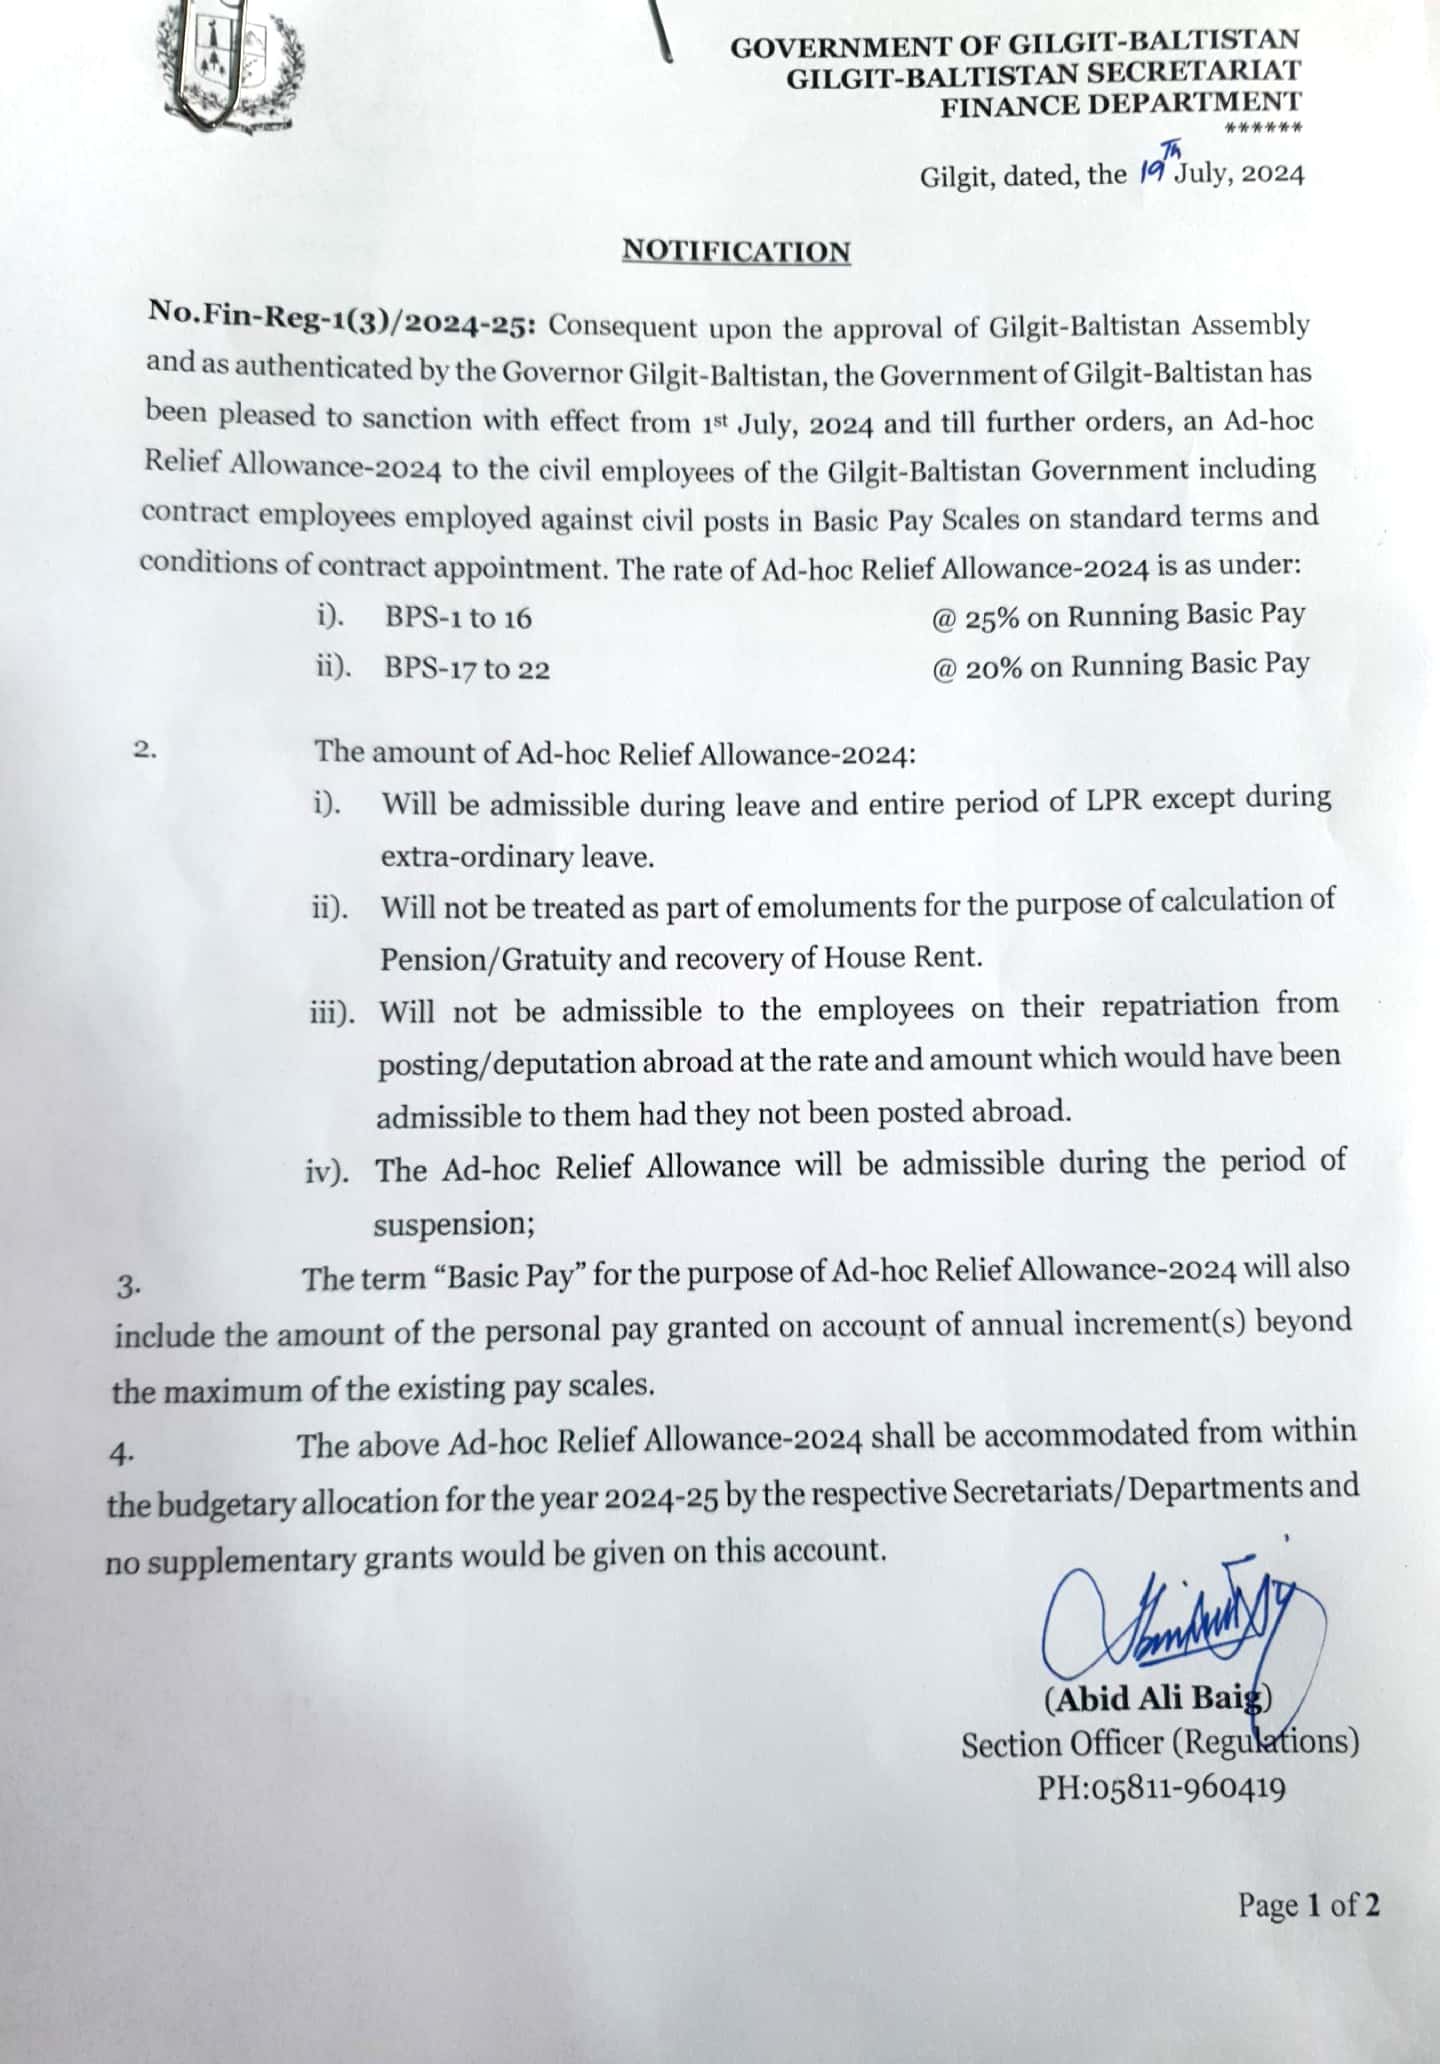 GOVERNMENT OF GILGIT-BALTISTAN
GILGIT-BALTISTAN SECRETARIAT
FINANCE DEPARTMENT
******
Gilgit, dated, the 19Th July, 2024
NOTIFICATION
No.Fin-Reg-1(3)/2024-25: Consequent upon the approval of Gilgit-Baltistan Assembly
and as authenticated by the Governor Gilgit-Baltistan, the Government of Gilgit-Baltistan has
been pleased to sanction with effect from 1st July, 2024 and till further orders, an Ad-hoc
Relief Allowance-2024 to the civil employees of the Gilgit-Baltistan Government including
contract employees employed against civil posts in Basic Pay Scales on standard terms and
conditions of contract appointment. The rate of Ad-hoc Relief Allowance-2024 is as under:
i). BPS-1 to 16 @ 25% on Running Basic Pay
ii). BPS-17 to 22 @ 20% on Running Basic Pay
2. The amount of Ad-hoc Relief Allowance-2024:
i). Will be admissible during leave and entire period of LPR except during
extra-ordinary leave.
ii). Will not be treated as part of emoluments for the purpose of calculation of
Pension/Gratuity and recovery of House Rent.
iii). Will not be admissible to the employees on their repatriation from
posting/deputation abroad at the rate and amount which would have been
admissible to them had they not been posted abroad.
iv). The Ad-hoc Relief Allowance will be admissible during the period of
suspension;
3. The term “Basic Pay” for the purpose of Ad-hoc Relief Allowance-2024 will also
include the amount of the personal pay granted on account of annual increment(s) beyond
the maximum of the existing pay scales.
4. The above Ad-hoc Relief Allowance-2024 shall be accommodated from within
the budgetary allocation for the year 2024-25 by the respective Secretariats/Departments and
no supplementary grants would be given on this account.
(Abid Ali Baig)
Section Officer (Regulations)
PH:05811-960419
Page 1 of 2